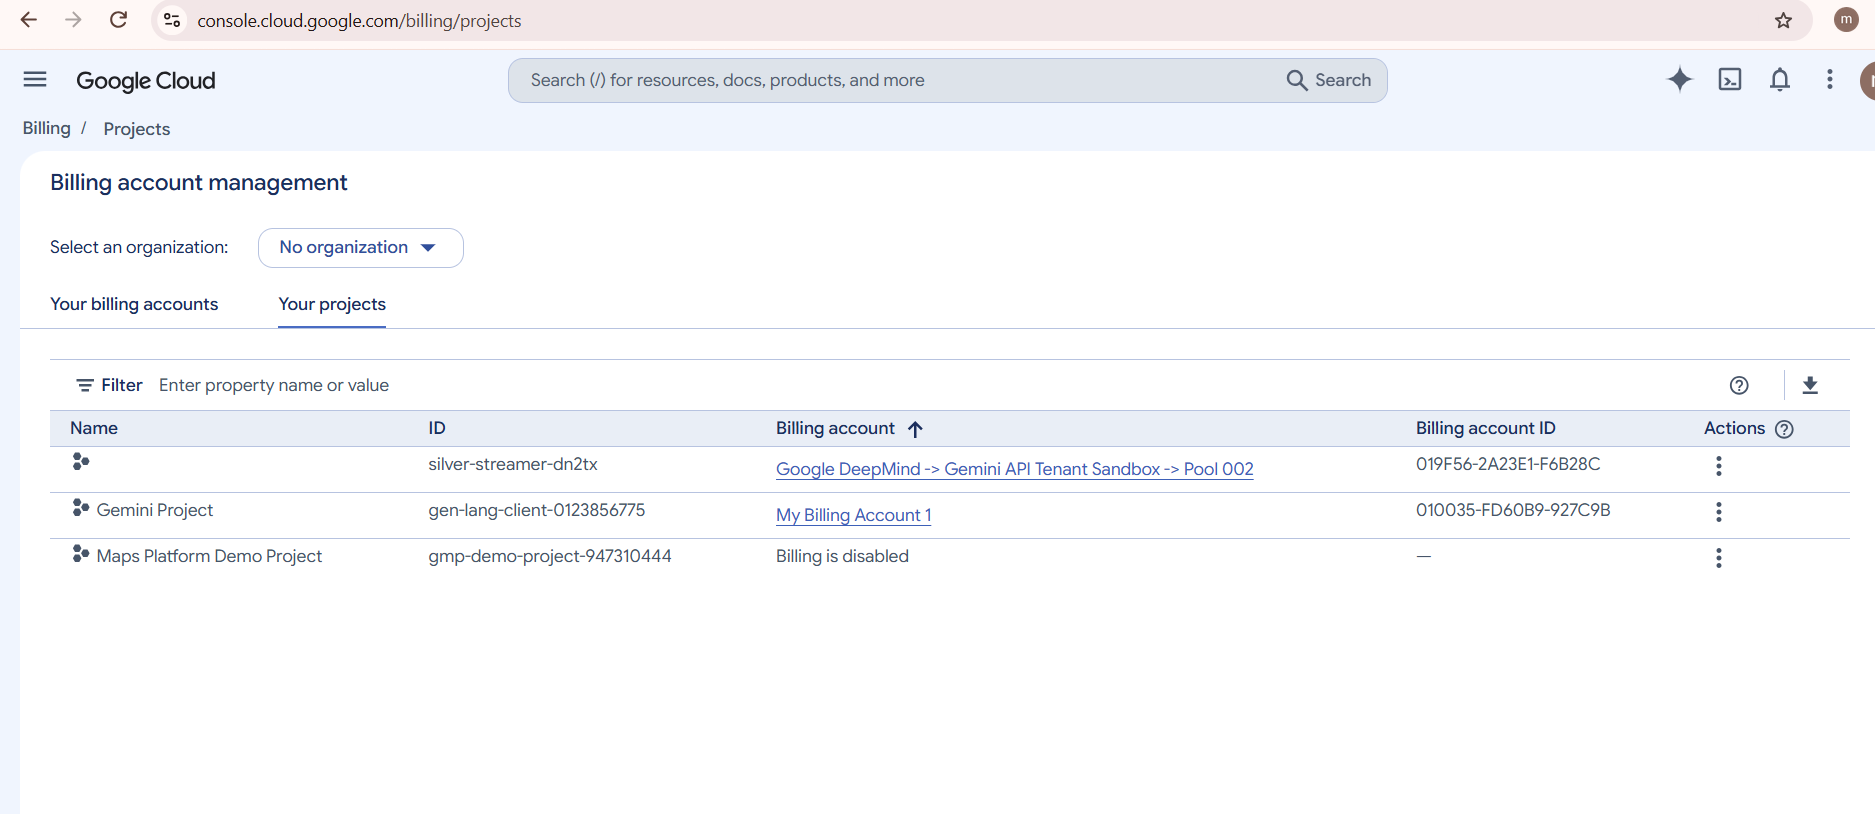 console.cloud.google.com/billing/projects
m
Google Cloud
Search (/) for resources, docs, products, and more
Search
Billing / Projects
Billing account management
Select an organization: No organization
Your billing accounts Your projects
Filter Enter property name or value
Name ID Billing account Billing account ID Actions
silver-streamer-dn2tx Google DeepMind -> Gemini API Tenant Sandbox -> Pool 002 019F56-2A23E1-F6B28C
Gemini Project gen-lang-client-0123856775 My Billing Account 1 010035-FD60B9-927C9B
Maps Platform Demo Project gmp-demo-project-947310444 Billing is disabled —